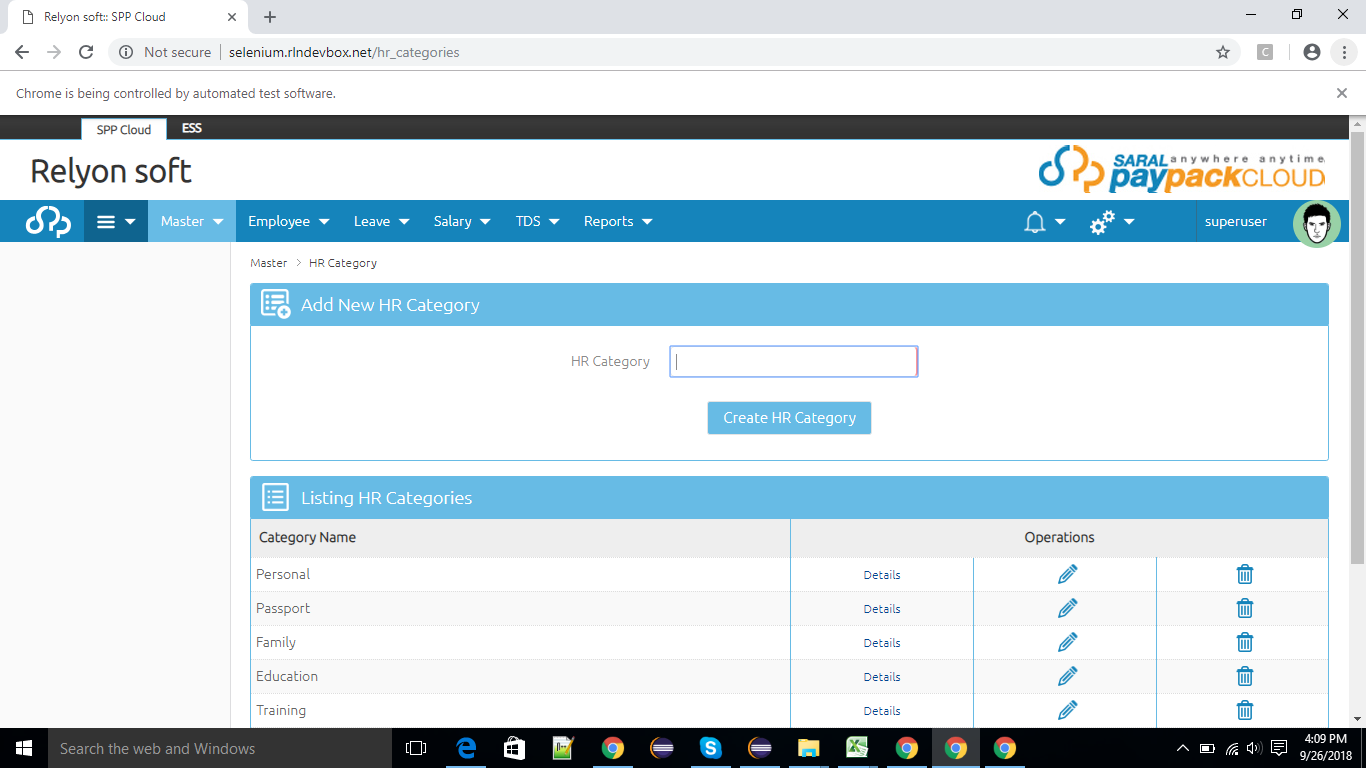 Relyon soft:: SPP Cloud
Not secure selenium.rlndevbox.net/hr_categories
C
Chrome is being controlled by automated test software.
SPP Cloud ESS
Relyon soft
SARAL anywhere anytime
paypackCLOUD
Master Employee Leave Salary TDS Reports superuser
Master > HR Category
Add New HR Category
HR Category
Create HR Category
Listing HR Categories
Category Name Operations
Personal Details
Passport Details
Family Details
Education Details
Training Details
Search the web and Windows
4:09 PM
9/26/2018